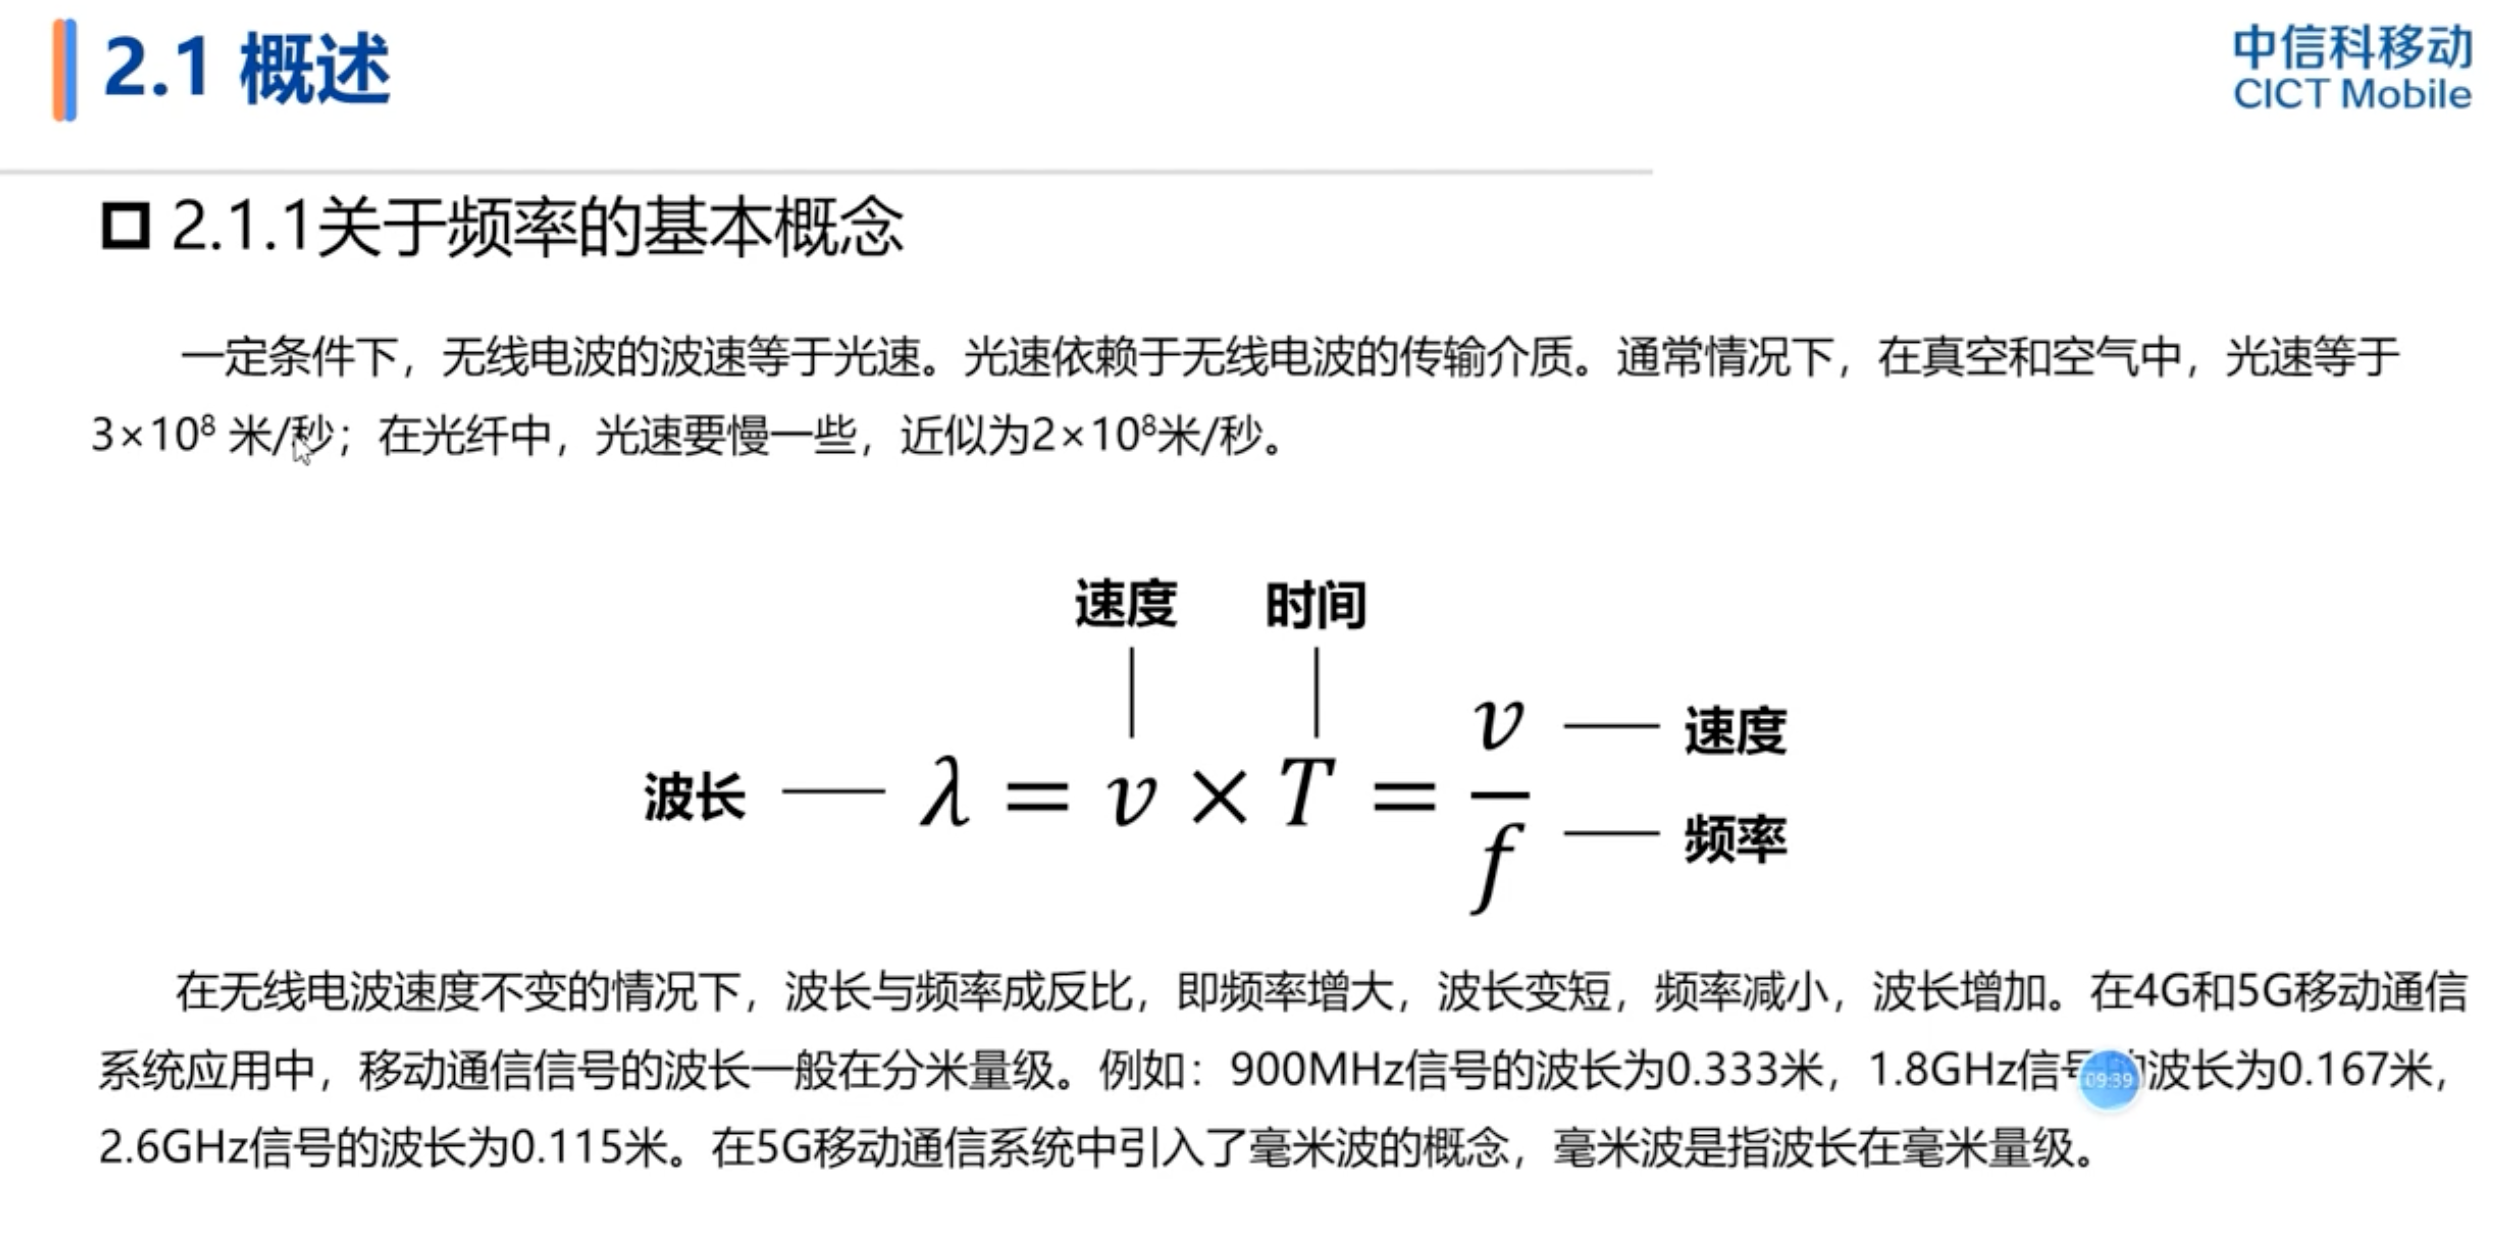 2.1 概述
中信科移动
CICT Mobile
2.1.1关于频率的基本概念
一定条件下，无线电波的波速等于光速。光速依赖于无线电波的传输介质。通常情况下，在真空和空气中，光速等于
3×10⁸ 米/秒；在光纤中，光速要慢一些，近似为2×10⁸米/秒。
速度 时间
波长 λ = v × T = v/f 速度 频率
在无线电波速度不变的情况下，波长与频率成反比，即频率增大，波长变短，频率减小，波长增加。在4G和5G移动通信
系统应用中，移动通信信号的波长一般在分米量级。例如：900MHz信号的波长为0.333米，1.8GHz信号 波长为0.167米，
09:39
2.6GHz信号的波长为0.115米。在5G移动通信系统中引入了毫米波的概念，毫米波是指波长在毫米量级。